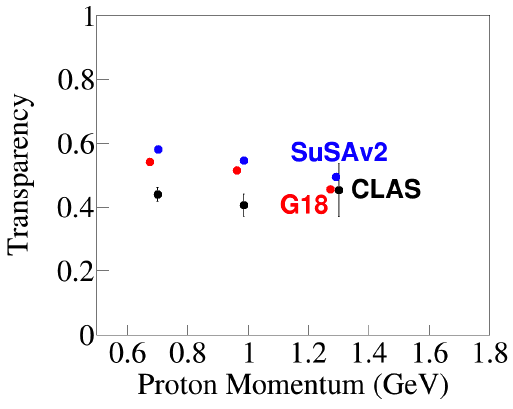 1
0.8
0.6
0.4
0.2
0
Transparency
SuSAv2
CLAS
G18
0.6 0.8 1 1.2 1.4 1.6 1.8
Proton Momentum (GeV)